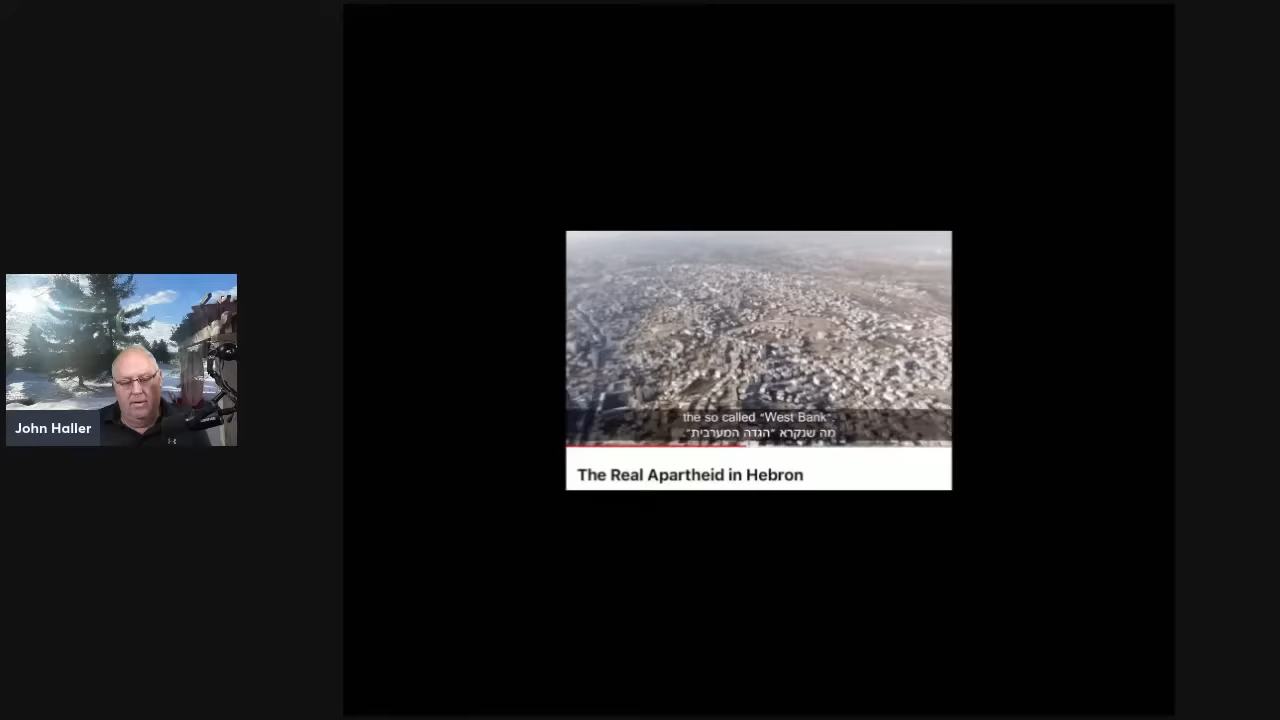 John Haller
the so called "West Bank".
מה שנקרא "הגדה המערבית".
The Real Apartheid in Hebron